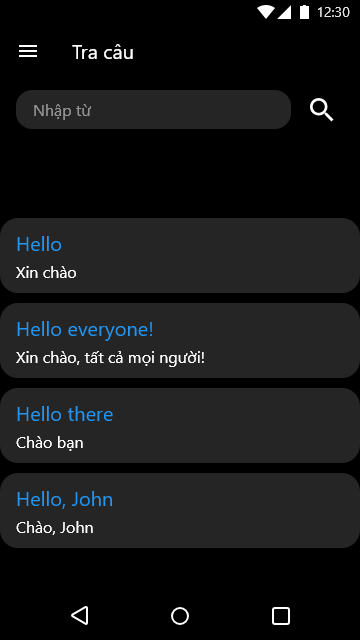 12:30
Tra câu
Nhập từ
Hello
Xin chào
Hello everyone!
Xin chào, tất cả mọi người!
Hello there
Chào bạn
Hello, John
Chào, John